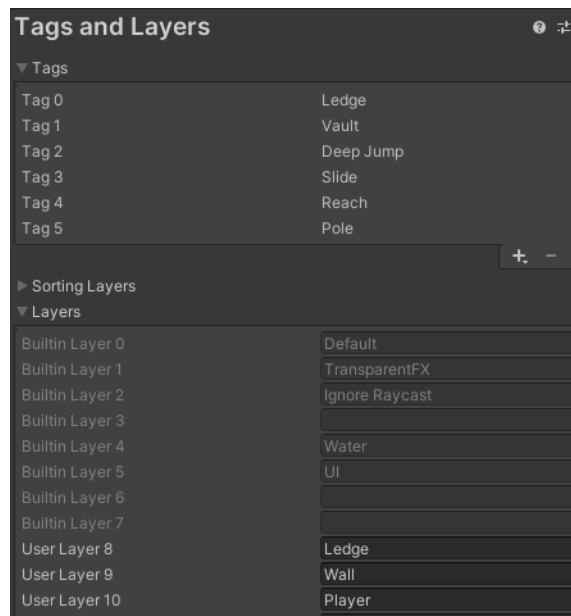 Tags and Layers
Tags
Tag 0 Ledge
Tag 1 Vault
Tag 2 Deep Jump
Tag 3 Slide
Tag 4 Reach
Tag 5 Pole
+ −
Sorting Layers
Layers
Builtin Layer 0 Default
Builtin Layer 1 TransparentFX
Builtin Layer 2 Ignore Raycast
Builtin Layer 3
Builtin Layer 4 Water
Builtin Layer 5 UI
Builtin Layer 6
Builtin Layer 7
User Layer 8 Ledge
User Layer 9 Wall
User Layer 10 Player